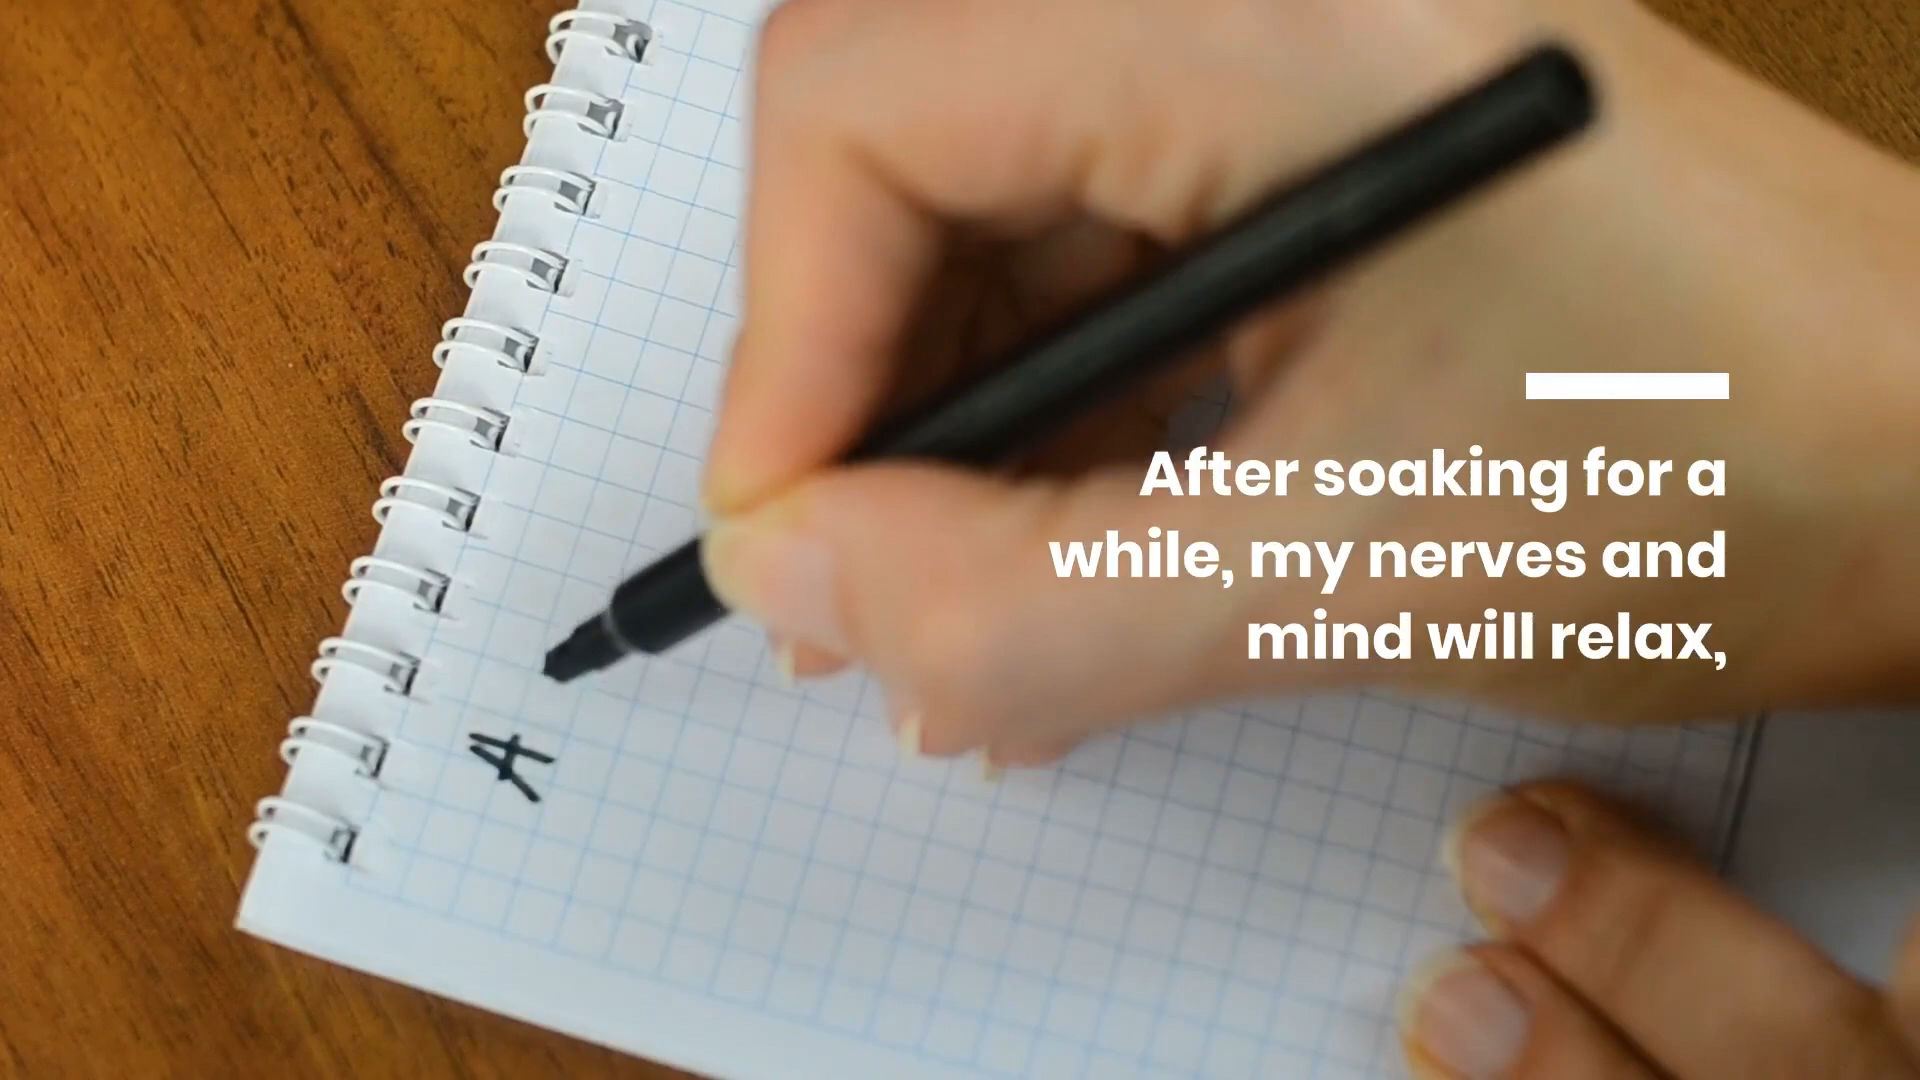 After soaking for a
while, my nerves and
mind will relax,
A